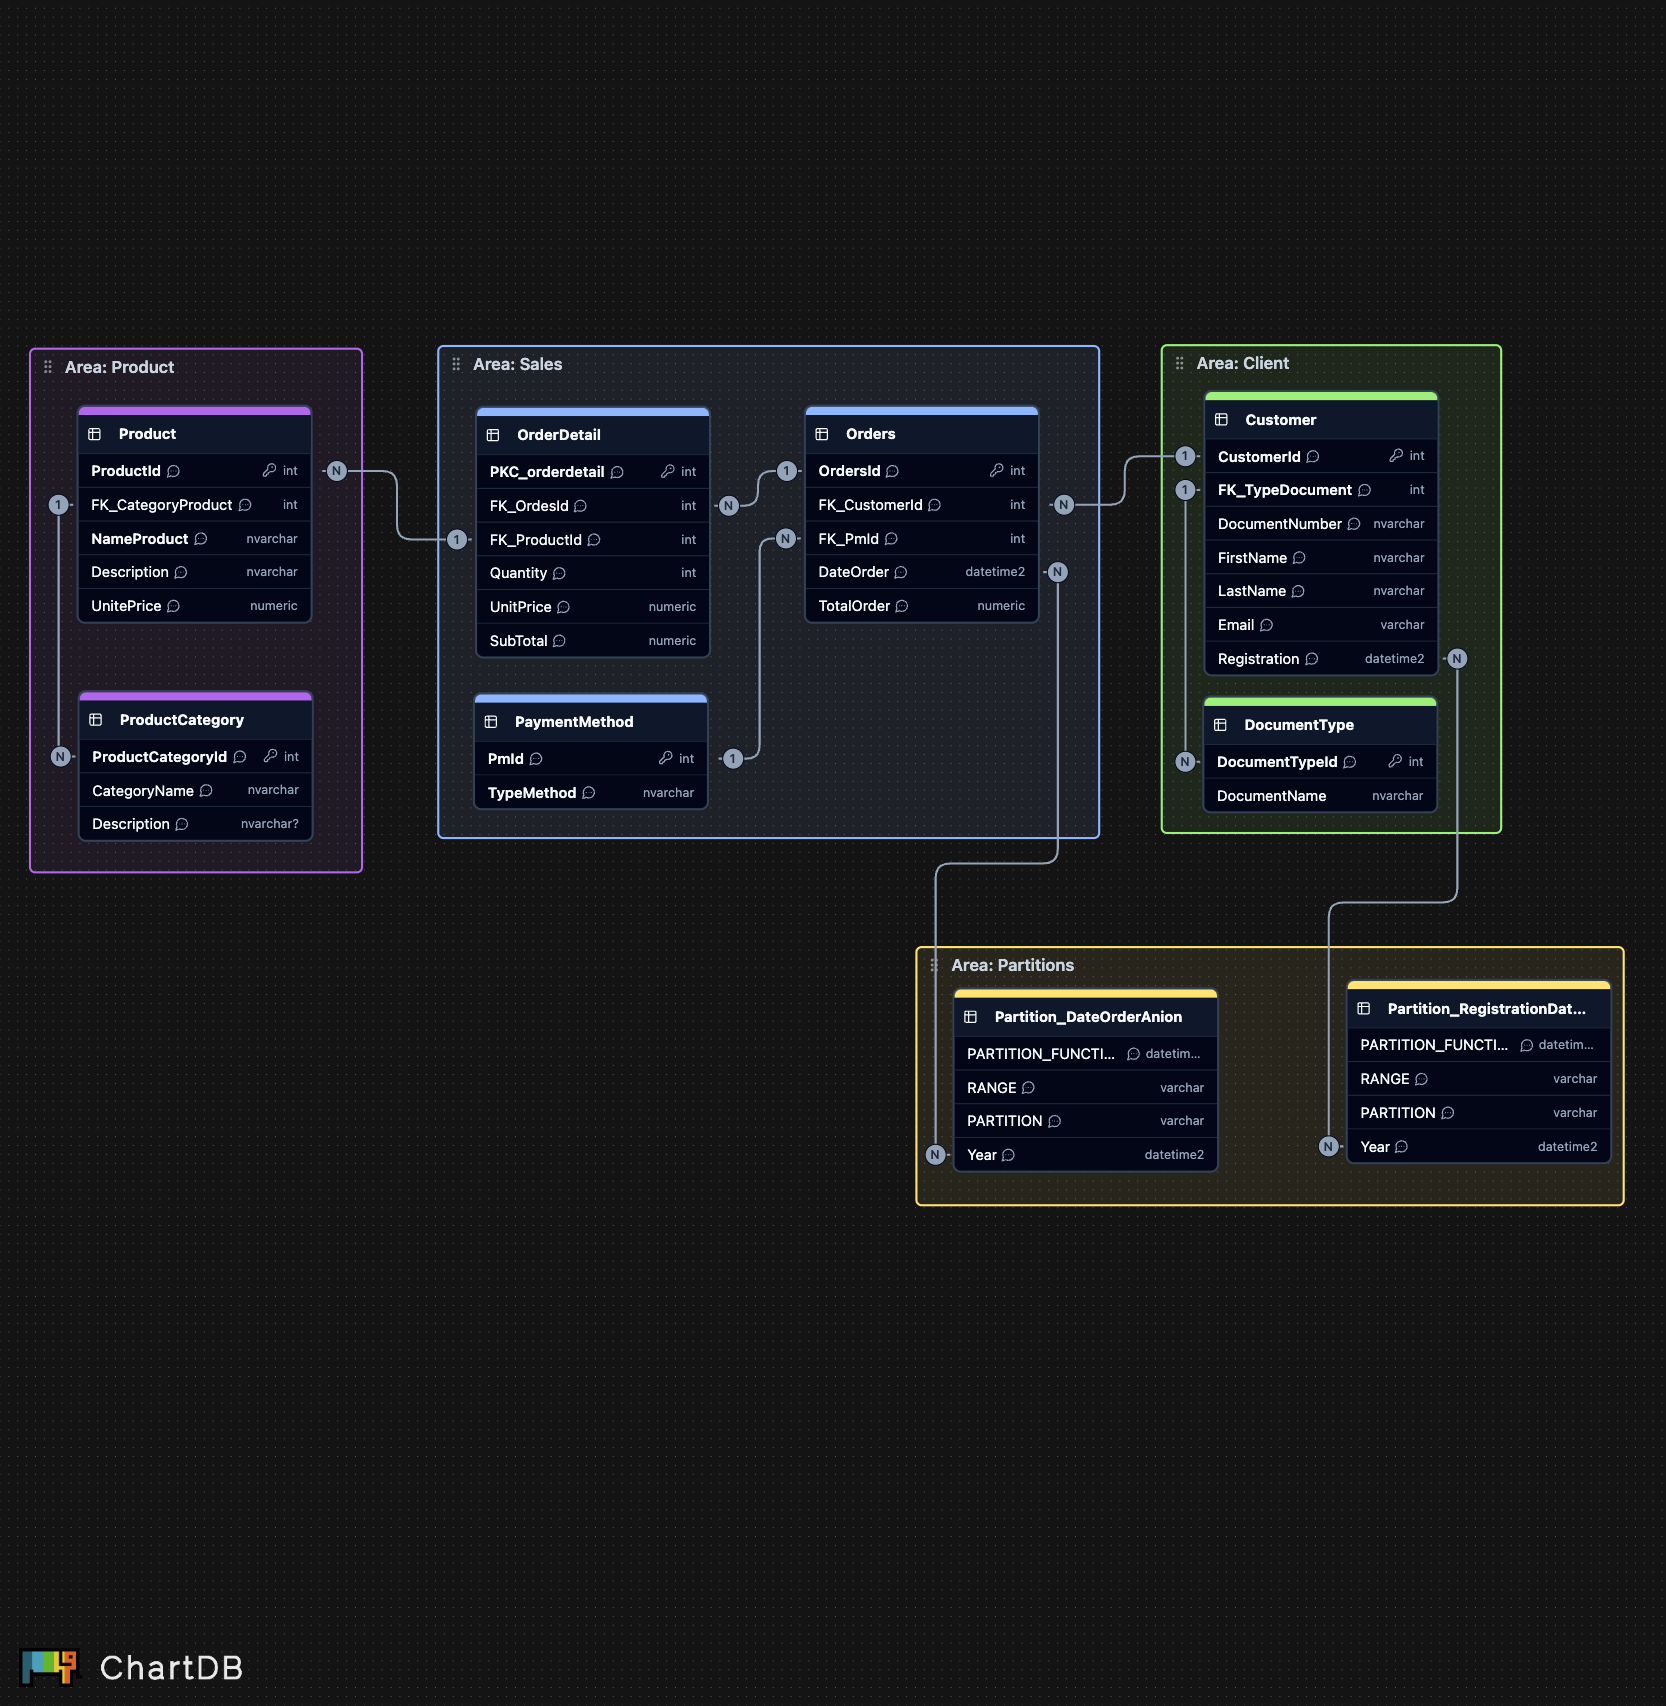 Area: Product
Product
ProductId int
FK_CategoryProduct int
NameProduct nvarchar
Description nvarchar
UnitePrice numeric
ProductCategory
ProductCategoryId int
CategoryName nvarchar
Description nvarchar?
N
1
N
1
Area: Sales
OrderDetail
PKC_orderdetail int
FK_OrdesId int
FK_ProductId int
Quantity int
UnitPrice numeric
SubTotal numeric
PaymentMethod
PmId int
TypeMethod nvarchar
N
1
N
1
Orders
OrdersId int
FK_CustomerId int
FK_PmId int
DateOrder datetime2
TotalOrder numeric
N
N
Area: Client
Customer
CustomerId int
FK_TypeDocument int
DocumentNumber nvarchar
FirstName nvarchar
LastName nvarchar
Email varchar
Registration datetime2
DocumentType
DocumentTypeId int
DocumentName nvarchar
1
1
N
N
Area: Partitions
Partition_DateOrderAnion
PARTITION_FUNCTI... datetim...
RANGE varchar
PARTITION varchar
Year datetime2
N
Partition_RegistrationDat...
PARTITION_FUNCTI... datetim...
RANGE varchar
PARTITION varchar
Year datetime2
N
ChartDB